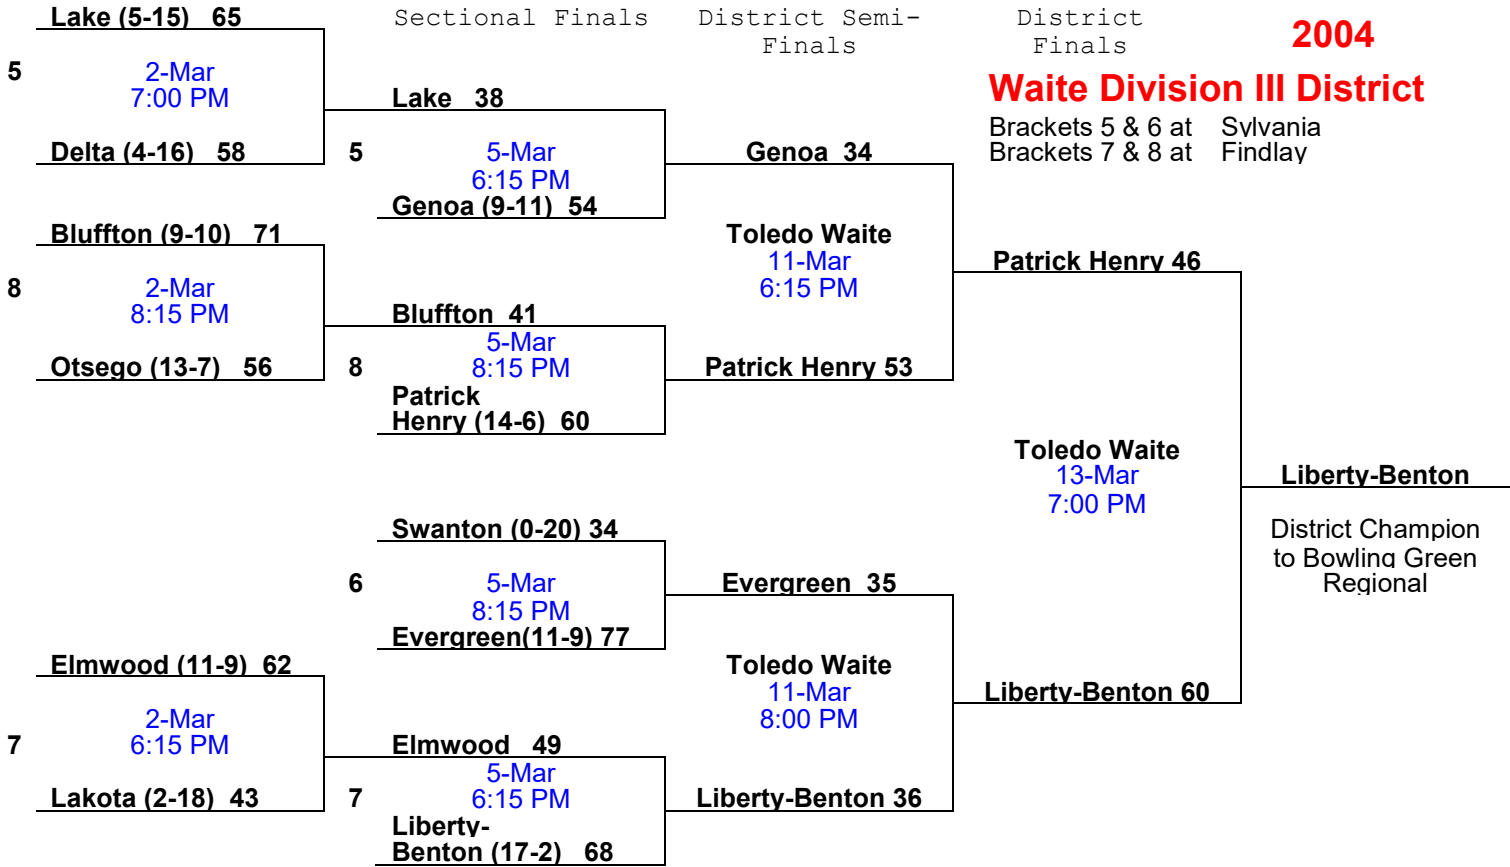 Lake (5-15) 65
Sectional Finals
District Semi-
Finals
District
Finals
2004
Waite Division III District
Brackets 5 & 6 at Sylvania
Brackets 7 & 8 at Findlay
5
2-Mar
7:00 PM
Delta (4-16) 58
Lake 38
5
5-Mar
6:15 PM
Genoa (9-11) 54
Genoa 34
Bluffton (9-10) 71
8
2-Mar
8:15 PM
Otsego (13-7) 56
Bluffton 41
8
5-Mar
8:15 PM
Patrick
Henry (14-6) 60
Toledo Waite
11-Mar
6:15 PM
Patrick Henry 53
Patrick Henry 46
Toledo Waite
13-Mar
7:00 PM
Liberty-Benton
District Champion
to Bowling Green
Regional
Swanton (0-20) 34
6
5-Mar
8:15 PM
Evergreen(11-9) 77
Evergreen 35
Elmwood (11-9) 62
7
2-Mar
6:15 PM
Lakota (2-18) 43
Elmwood 49
7
5-Mar
6:15 PM
Liberty-
Benton (17-2) 68
Toledo Waite
11-Mar
8:00 PM
Liberty-Benton 36
Liberty-Benton 60